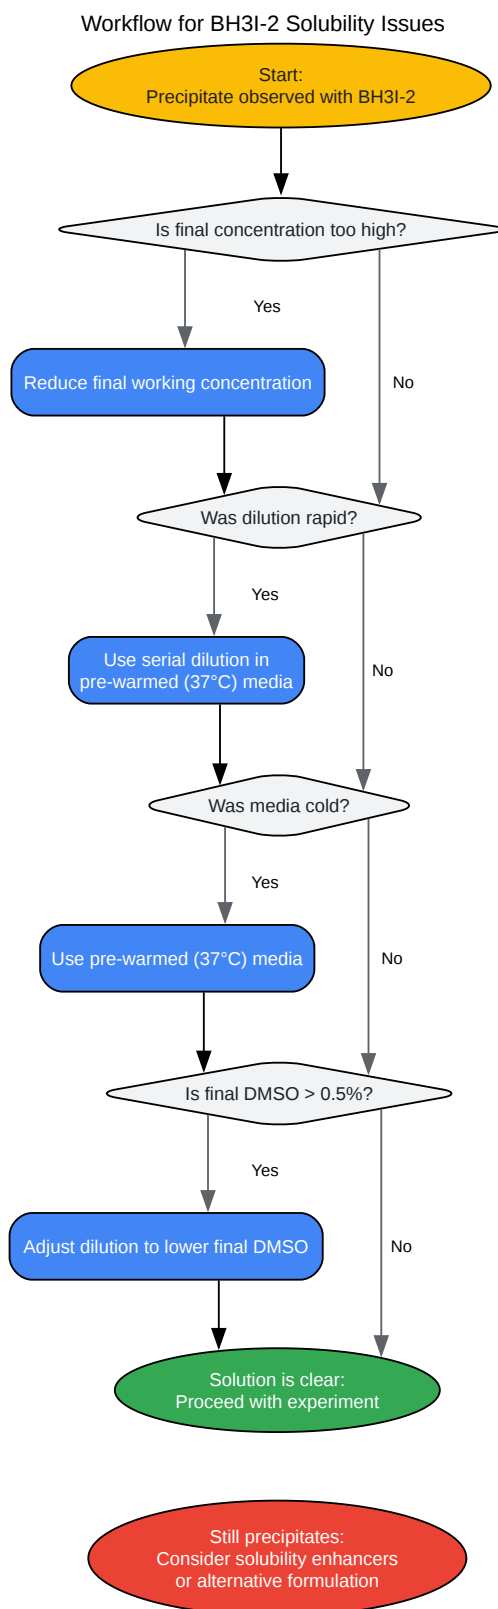 Workflow for BH3I-2 Solubility Issues
Start:
Precipitate observed with BH3I-2
Is final concentration too high?
Yes
No
Reduce final working concentration
Was dilution rapid?
Yes
No
Use serial dilution in
pre-warmed (37°C) media
Was media cold?
Yes
No
Use pre-warmed (37°C) media
Is final DMSO > 0.5%?
Yes
No
Adjust dilution to lower final DMSO
Solution is clear:
Proceed with experiment
Still precipitates:
Consider solubility enhancers
or alternative formulation